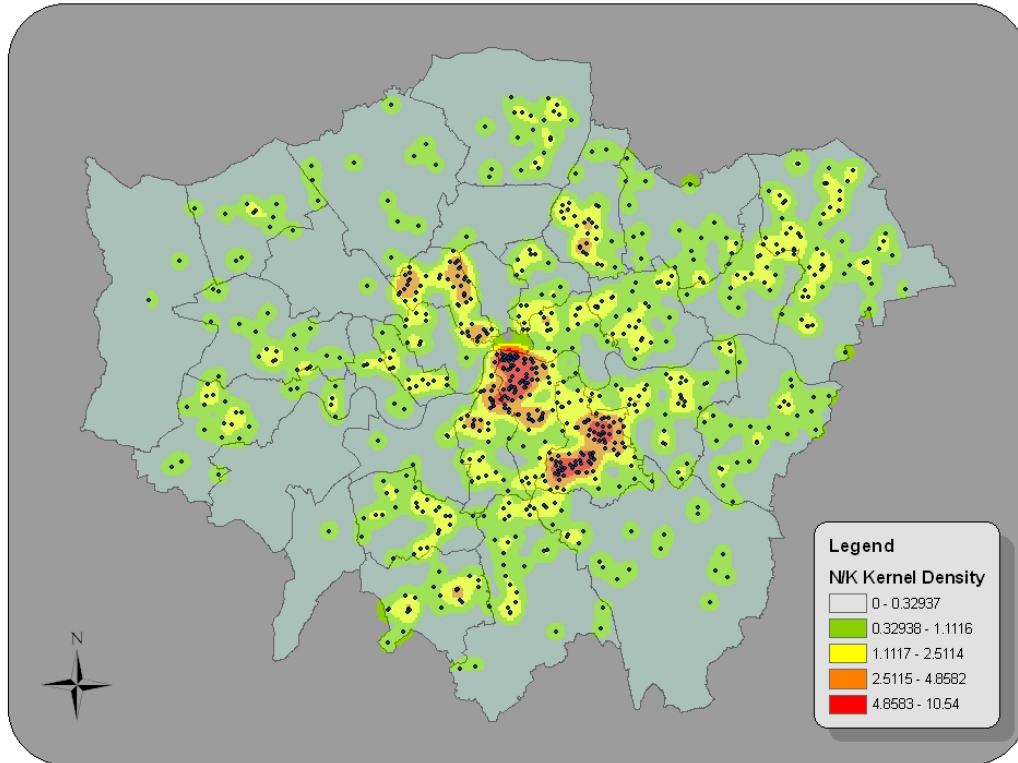 N
Legend
N/K Kernel Density
0 - 0.32937
0.32938 - 1.1116
1.1117 - 2.5114
2.5115 - 4.8582
4.8583 - 10.54